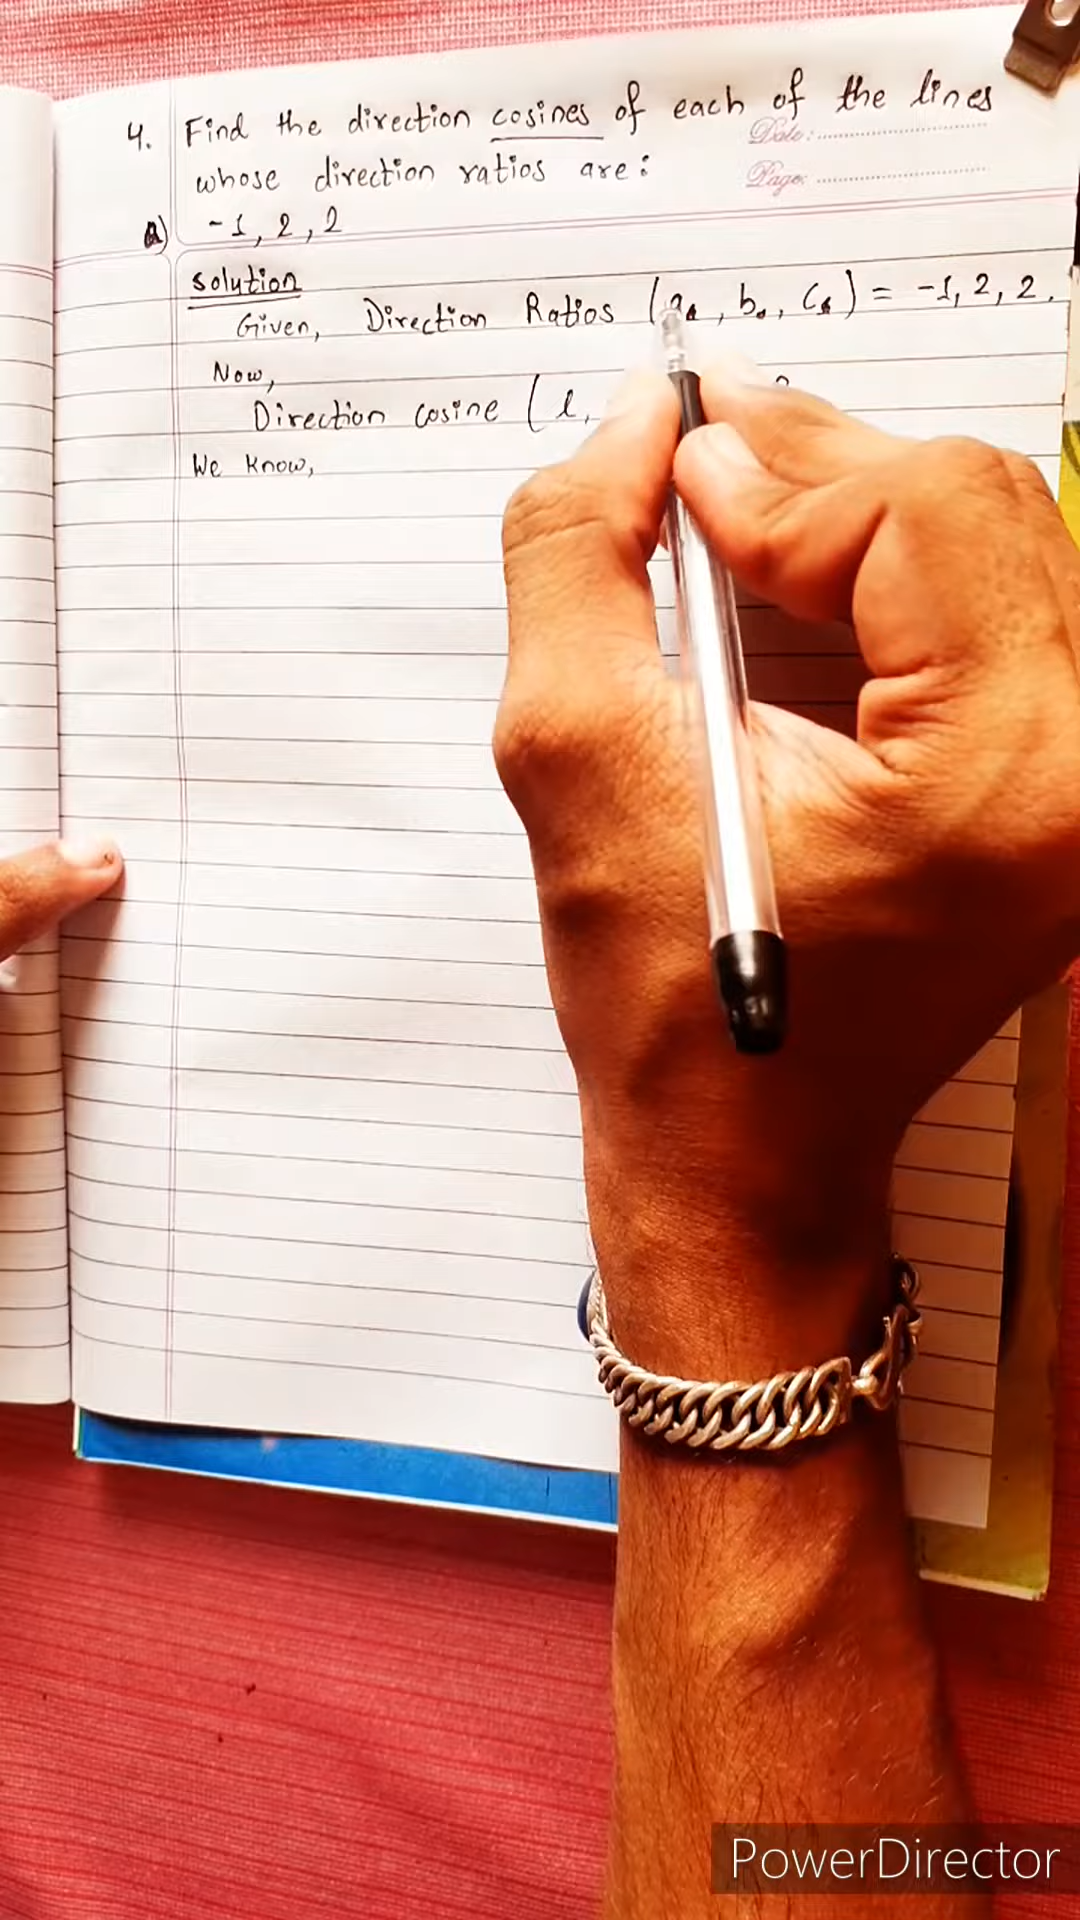 4. Find the direction cosines of each of the lines
Date:
whose direction ratios are:
Page:
a) -1, 2, 2
solution
Given, Direction Ratios (a, b, c) = -1, 2, 2.
Now,
Direction cosine (l,
We know,
PowerDirector